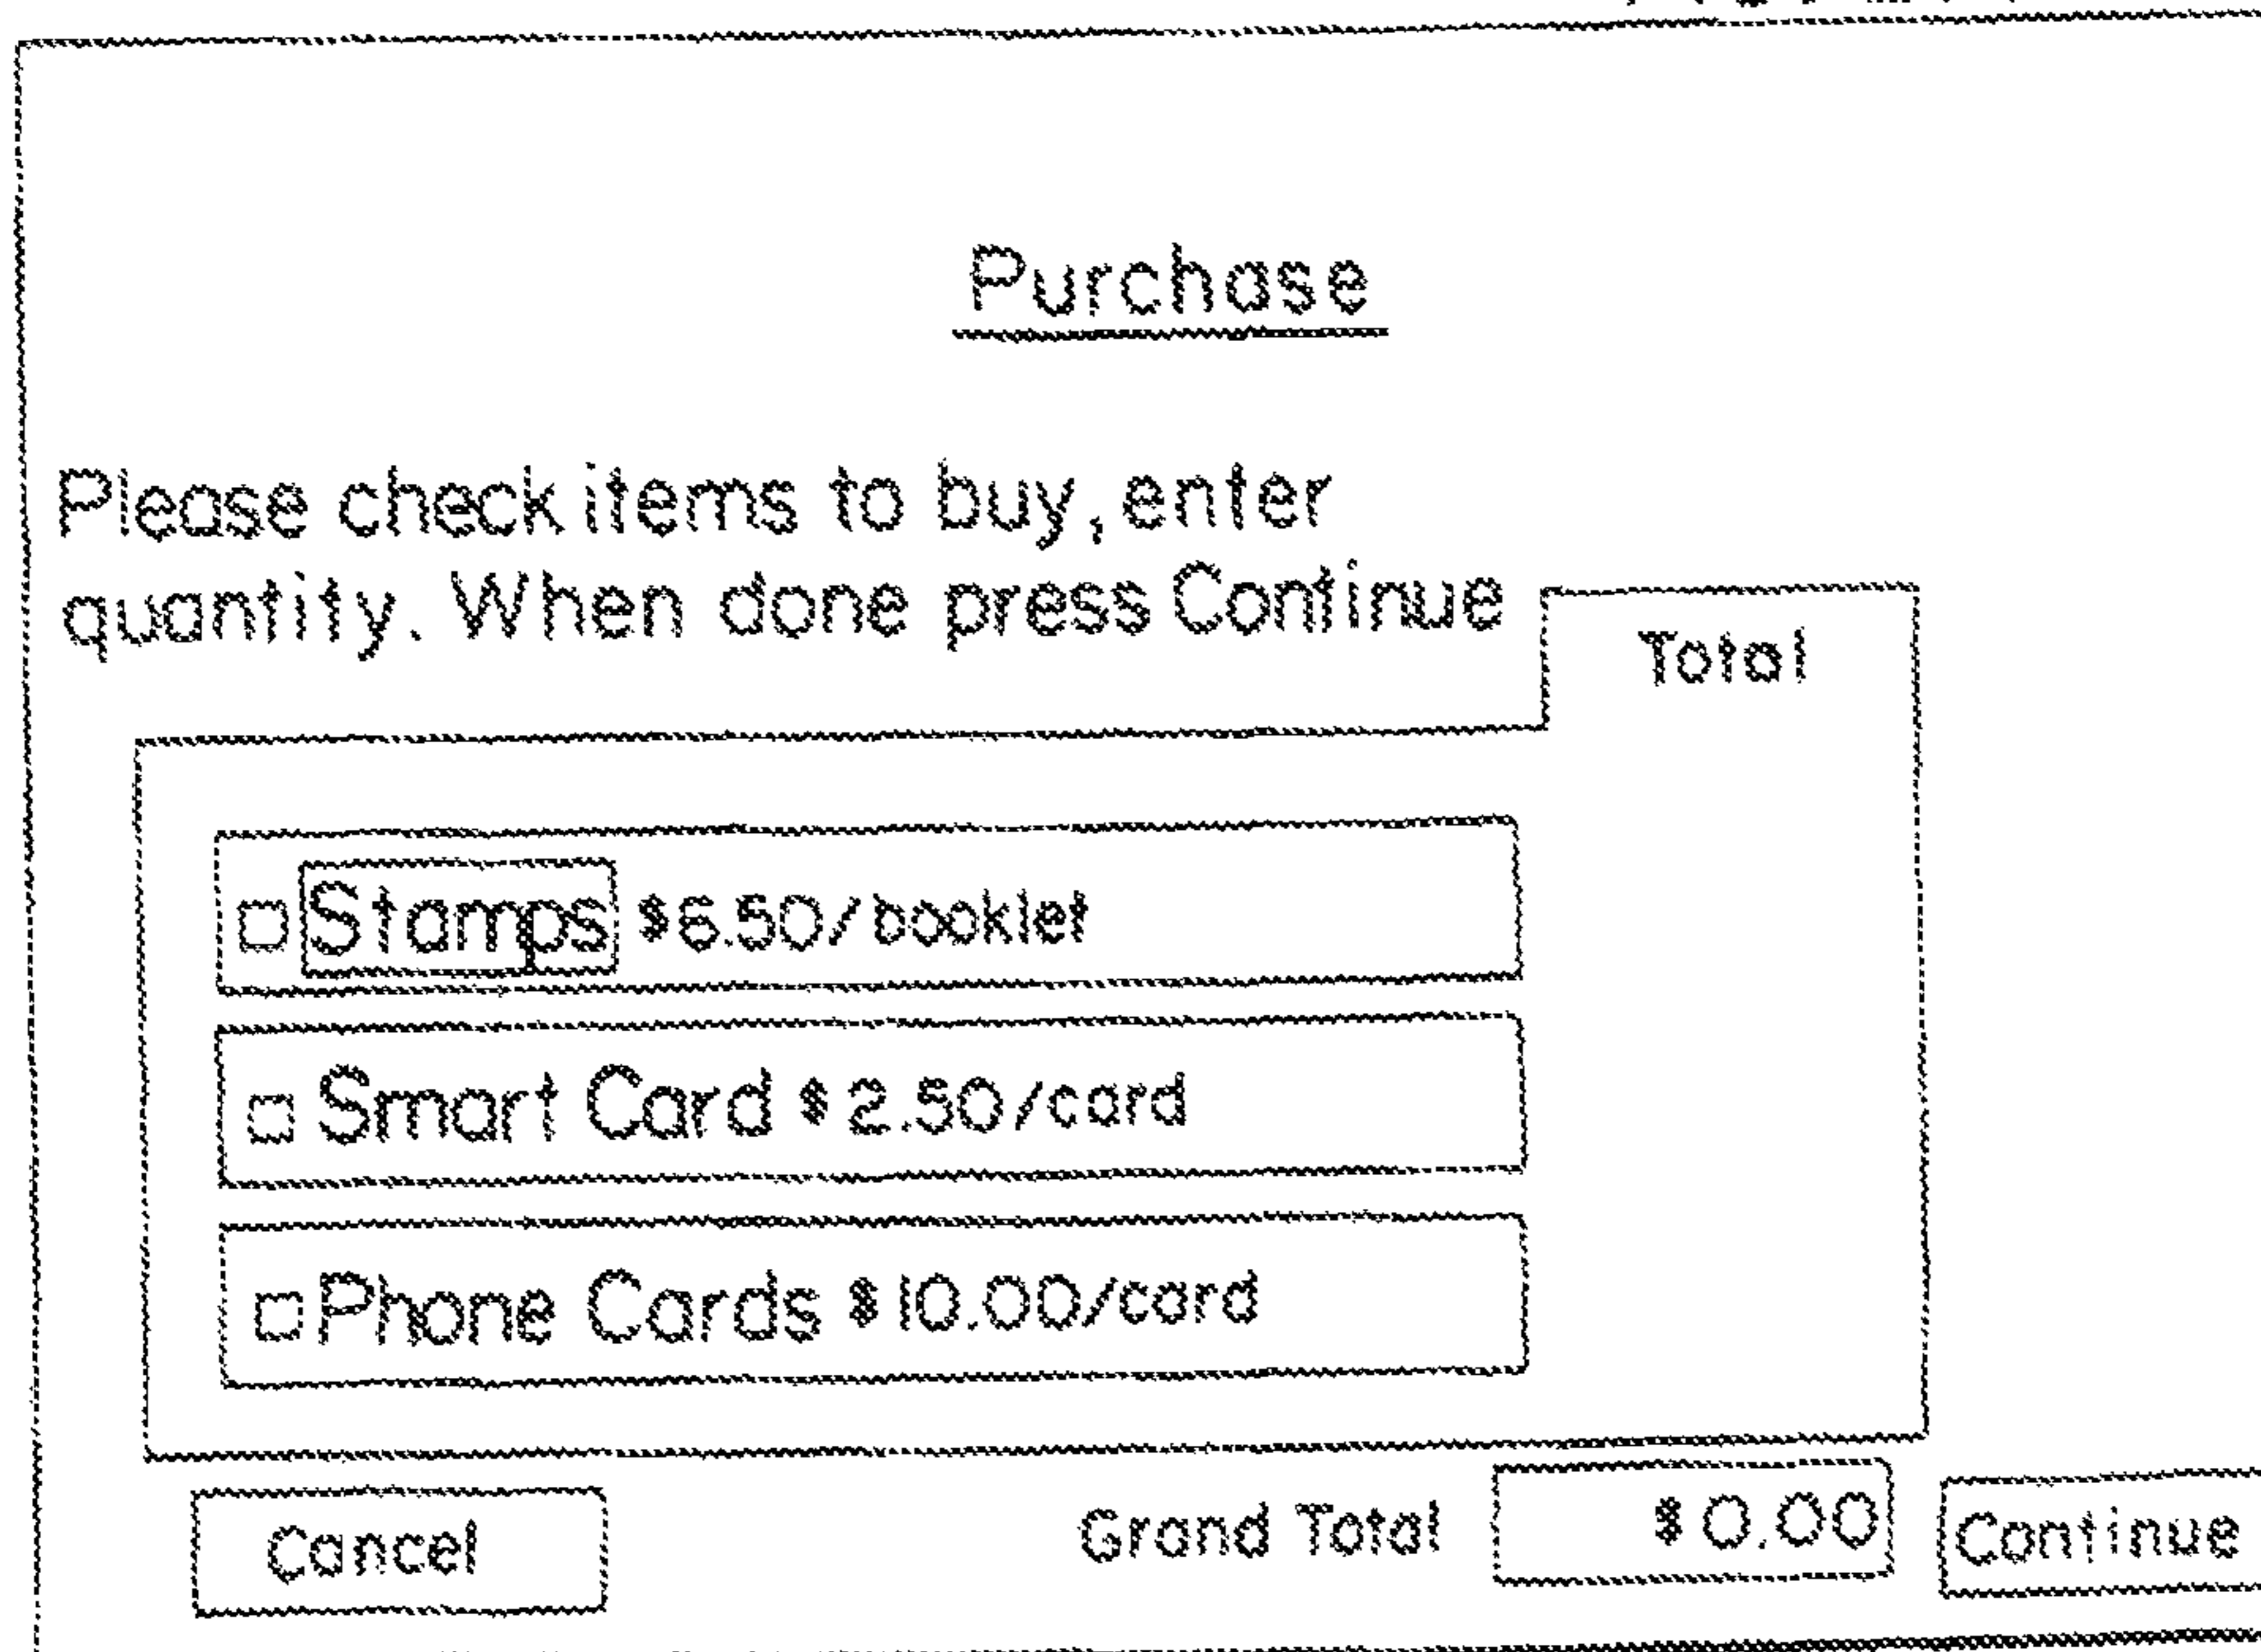 Purchase
Please check items to buy, enter
quantity. When done press Continue
Total
Stamps $6.50/booklet
Smart Card $2.50/card
Phone Cards $10.00/card
Cancel
Grand Total $0.00
Continue